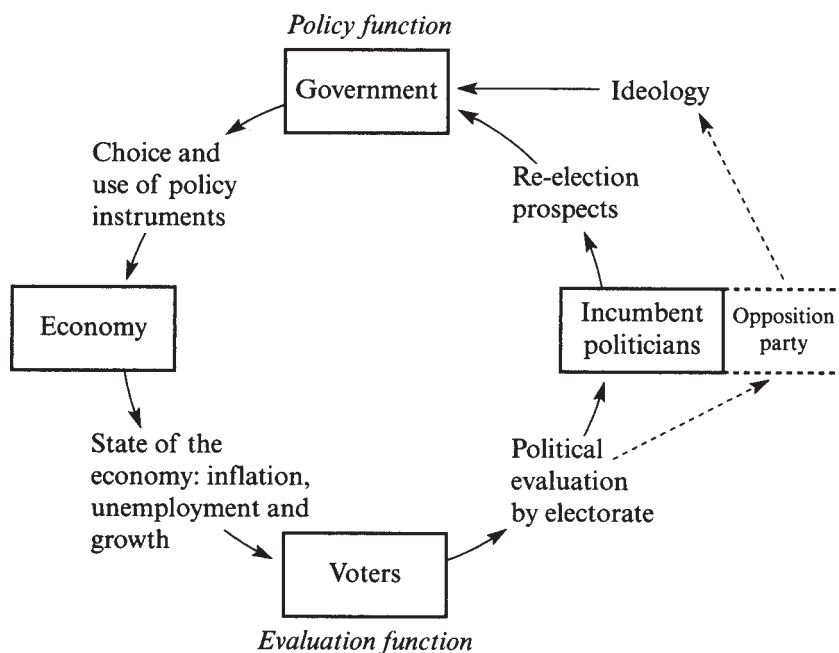 Policy function
Government
Ideology
Choice and
use of policy
instruments
Re-election
prospects
Economy
Incumbent
politicians
Opposition
party
State of the
economy: inflation,
unemployment and
growth
Political
evaluation
by electorate
Voters
Evaluation function